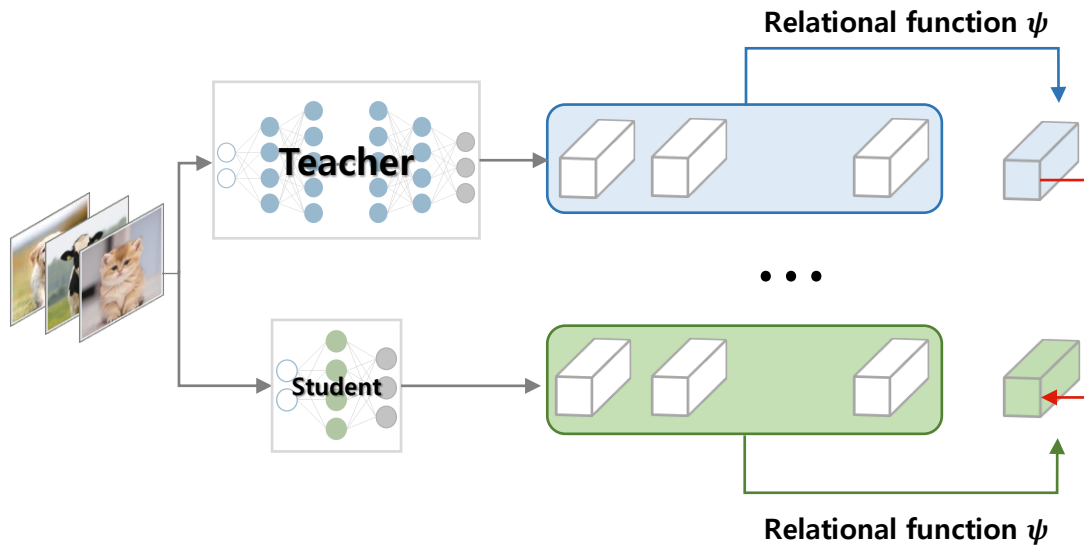 Relational function ψ
Teacher
• • •
Student
Relational function ψ